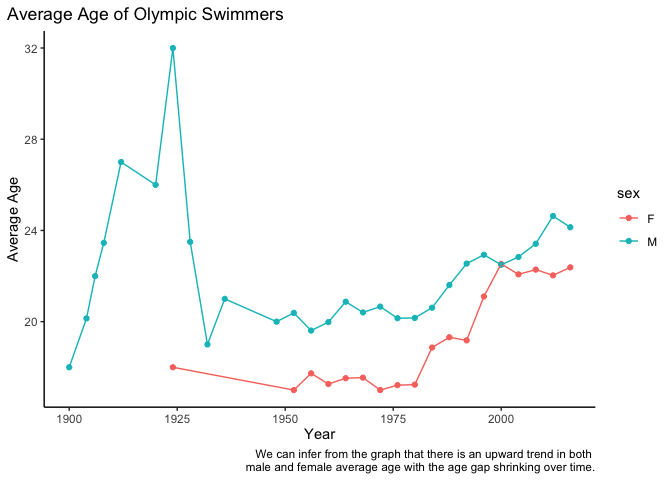 Average Age of Olympic Swimmers
32
28
24
20
Average Age
1900
1925
1950
1975
2000
Year
sex
F
M
We can infer from the graph that there is an upward trend in both
male and female average age with the age gap shrinking over time.